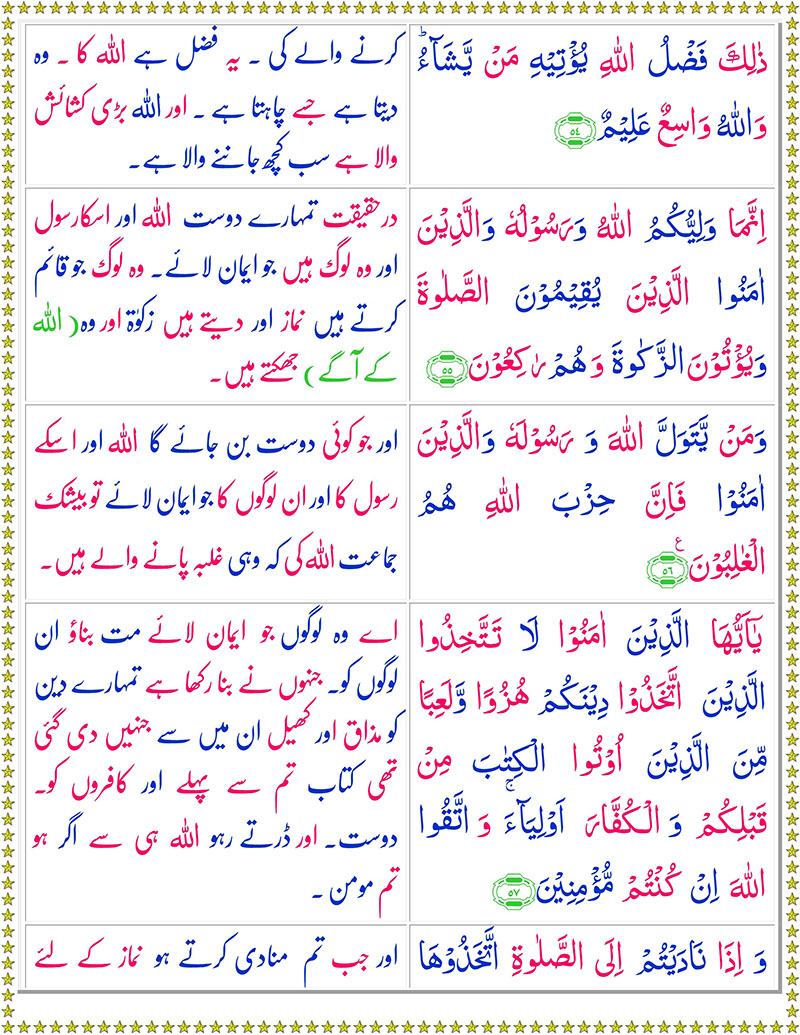 ذٰلِكَ فَضْلُ اللّٰهِ يُؤْتِيْهِ مَنْ يَّشَآءُ ؕ
وَاللّٰهُ وَاسِعٌ عَلِيْمٌ ﴿٥٤﴾
کرنے والے کی ۔ یہ فضل ہے اللہ کا ۔ وہ
دیتا ہے جسے چاہتا ہے ۔ اور اللہ بڑی کشائش
والا ہے سب کچھ جاننے والا ہے۔
اِنَّمَا وَلِيُّكُمُ اللّٰهُ وَرَسُوْلُهٗ وَالَّذِيْنَ
اٰمَنُوا الَّذِيْنَ يُقِيْمُوْنَ الصَّلٰوةَ
وَيُؤْتُوْنَ الزَّكٰوةَ وَهُمْ رٰكِعُوْنَ ﴿٥٥﴾
درحقیقت تمہارے دوست اللہ اور اسکا رسول
اور وہ لوگ ہیں جو ایمان لائے۔ وہ لوگ جو قائم
کرتے ہیں نماز اور دیتے ہیں زکوٰۃ اور وہ (اللہ
کے آگے) جھکتے ہیں۔
وَمَنْ يَّتَوَلَّ اللّٰهَ وَ رَسُوْلَهٗ وَالَّذِيْنَ
اٰمَنُوْا فَاِنَّ حِزْبَ اللّٰهِ هُمُ
الْغٰلِبُوْنَ ﴿٥٦﴾ ع
اور جو کوئی دوست بن جائے گا اللہ اور اسکے
رسول کا اور ان لوگوں کا جو ایمان لائے تو بیشک
جماعت اللہ کی کہ وہی غلبہ پانے والے ہیں۔
يٰۤاَيُّهَا الَّذِيْنَ اٰمَنُوْا لَا تَتَّخِذُوا
الَّذِيْنَ اتَّخَذُوْا دِيْنَكُمْ هُزُوًا وَّلَعِبًا
مِّنَ الَّذِيْنَ اُوْتُوا الْكِتٰبَ مِنْ
قَبْلِكُمْ وَ الْكُفَّارَ اَوْلِيَآءَ ۚ وَ اتَّقُوا
اللّٰهَ اِنْ كُنْتُمْ مُّؤْمِنِيْنَ ﴿٥٧﴾
اے وہ لوگوں جو ایمان لائے مت بناؤ ان
لوگوں کو۔ جنہوں نے بنا رکھا ہے تمہارے دین
کو مذاق اور کھیل ان میں سے جنہیں دی گئی
تھی کتاب تم سے پہلے اور کافروں کو۔
دوست۔ اور ڈرتے رہو اللہ ہی سے اگر ہو
تم مومن ۔
وَ اِذَا نَادَيْتُمْ اِلَى الصَّلٰوةِ اتَّخَذُوْهَا
اور جب تم منادی کرتے ہو نماز کے لئے